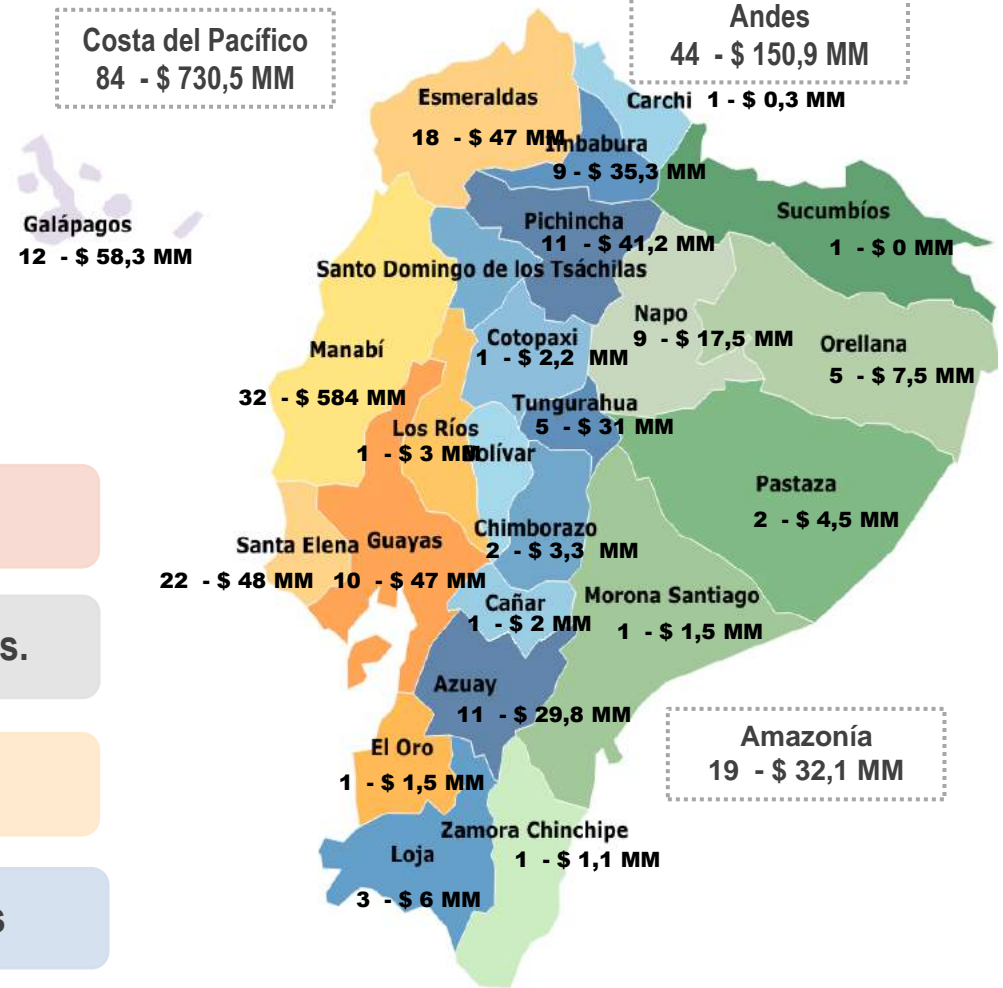 Costa del Pacífico
84 - $ 730,5 MM
Andes
44 - $ 150,9 MM
Esmeraldas
18 - $ 47 MM
Carchi 1 - $ 0,3 MM
Imbabura
9 - $ 35,3 MM
Galápagos
12 - $ 58,3 MM
Pichincha
11 - $ 41,2 MM
Sucumbíos
1 - $ 0 MM
Santo Domingo de los Tsáchilas
Napo
9 - $ 17,5 MM
Orellana
5 - $ 7,5 MM
Manabí
32 - $ 584 MM
Cotopaxi
1 - $ 2,2 MM
Tungurahua
5 - $ 31 MM
Los Ríos
1 - $ 3 MM
Bolívar
Pastaza
2 - $ 4,5 MM
Chimborazo
2 - $ 3,3 MM
Santa Elena
22 - $ 48 MM
Guayas
10 - $ 47 MM
Cañar
1 - $ 2 MM
Morona Santiago
1 - $ 1,5 MM
s.
Azuay
11 - $ 29,8 MM
Amazonía
19 - $ 32,1 MM
El Oro
1 - $ 1,5 MM
Zamora Chinchipe
1 - $ 1,1 MM
Loja
3 - $ 6 MM
s